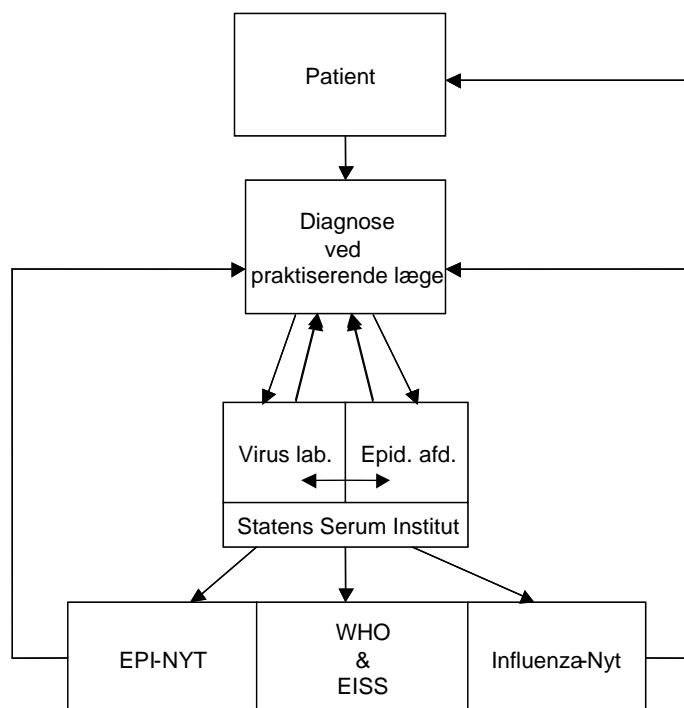 Patient
Diagnose
ved
praktiserende læge
Virus lab.
Epid. afd.
Statens Serum Institut
EPI-NYT
WHO
&
EISS
Influenza-Nyt